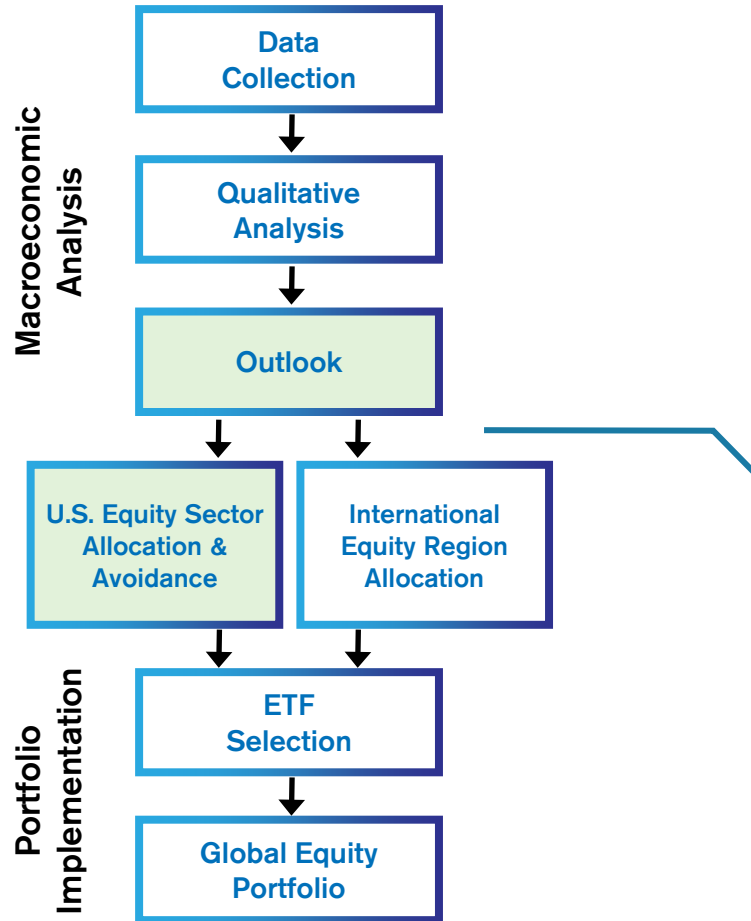 Macroeconomic
Analysis
Data
Collection
Qualitative
Analysis
Outlook
U.S. Equity Sector
Allocation &
Avoidance
International
Equity Region
Allocation
Portfolio
Implementation
ETF
Selection
Global Equity
Portfolio